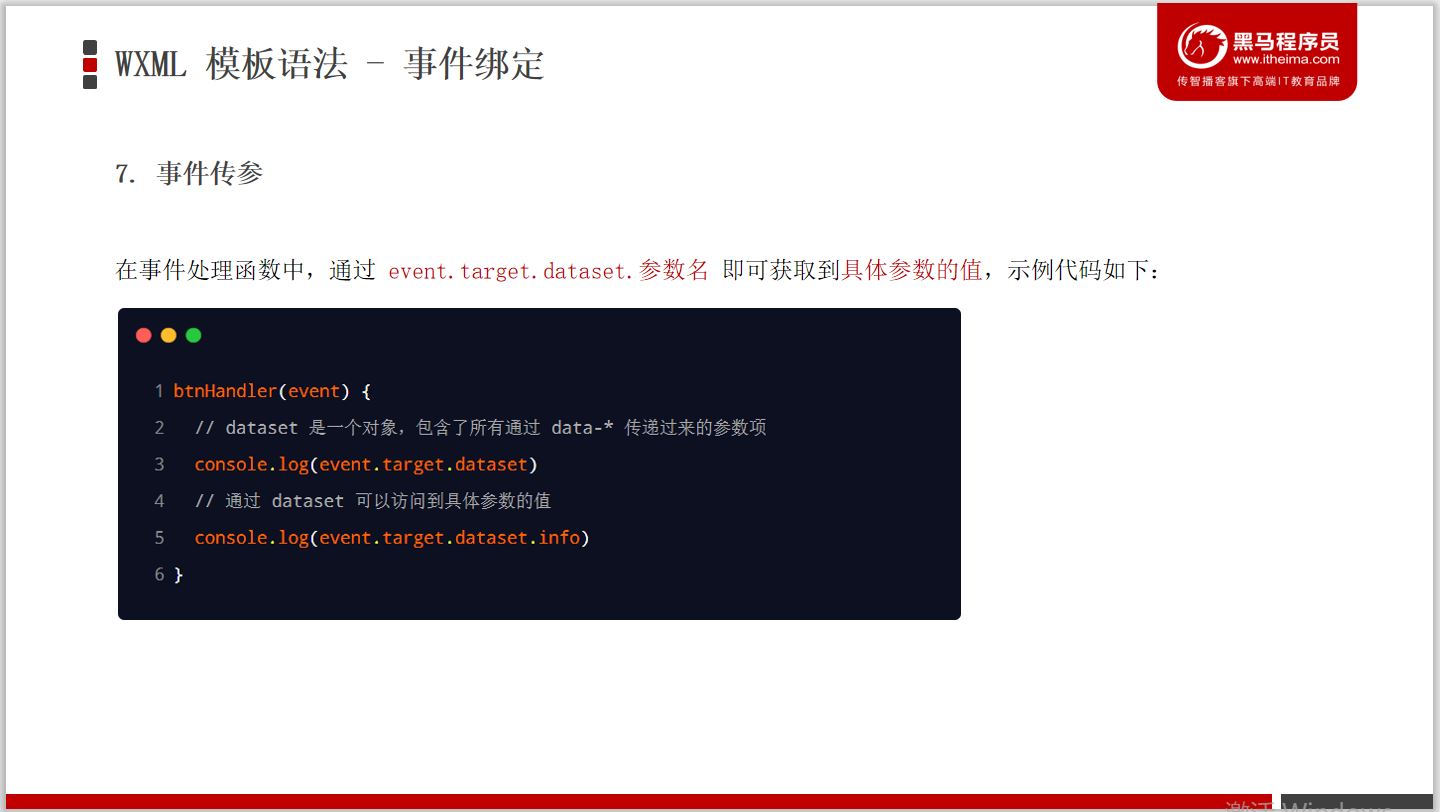 WXML 模板语法 - 事件绑定
黑马程序员
www.itheima.com
传智播客旗下高端IT教育品牌
7. 事件传参
在事件处理函数中，通过 event.target.dataset.参数名 即可获取到具体参数的值，示例代码如下：
1 btnHandler(event) {
2 // dataset 是一个对象，包含了所有通过 data-* 传递过来的参数项
3 console.log(event.target.dataset)
4 // 通过 dataset 可以访问到具体参数的值
5 console.log(event.target.dataset.info)
6 }
激活 Windows